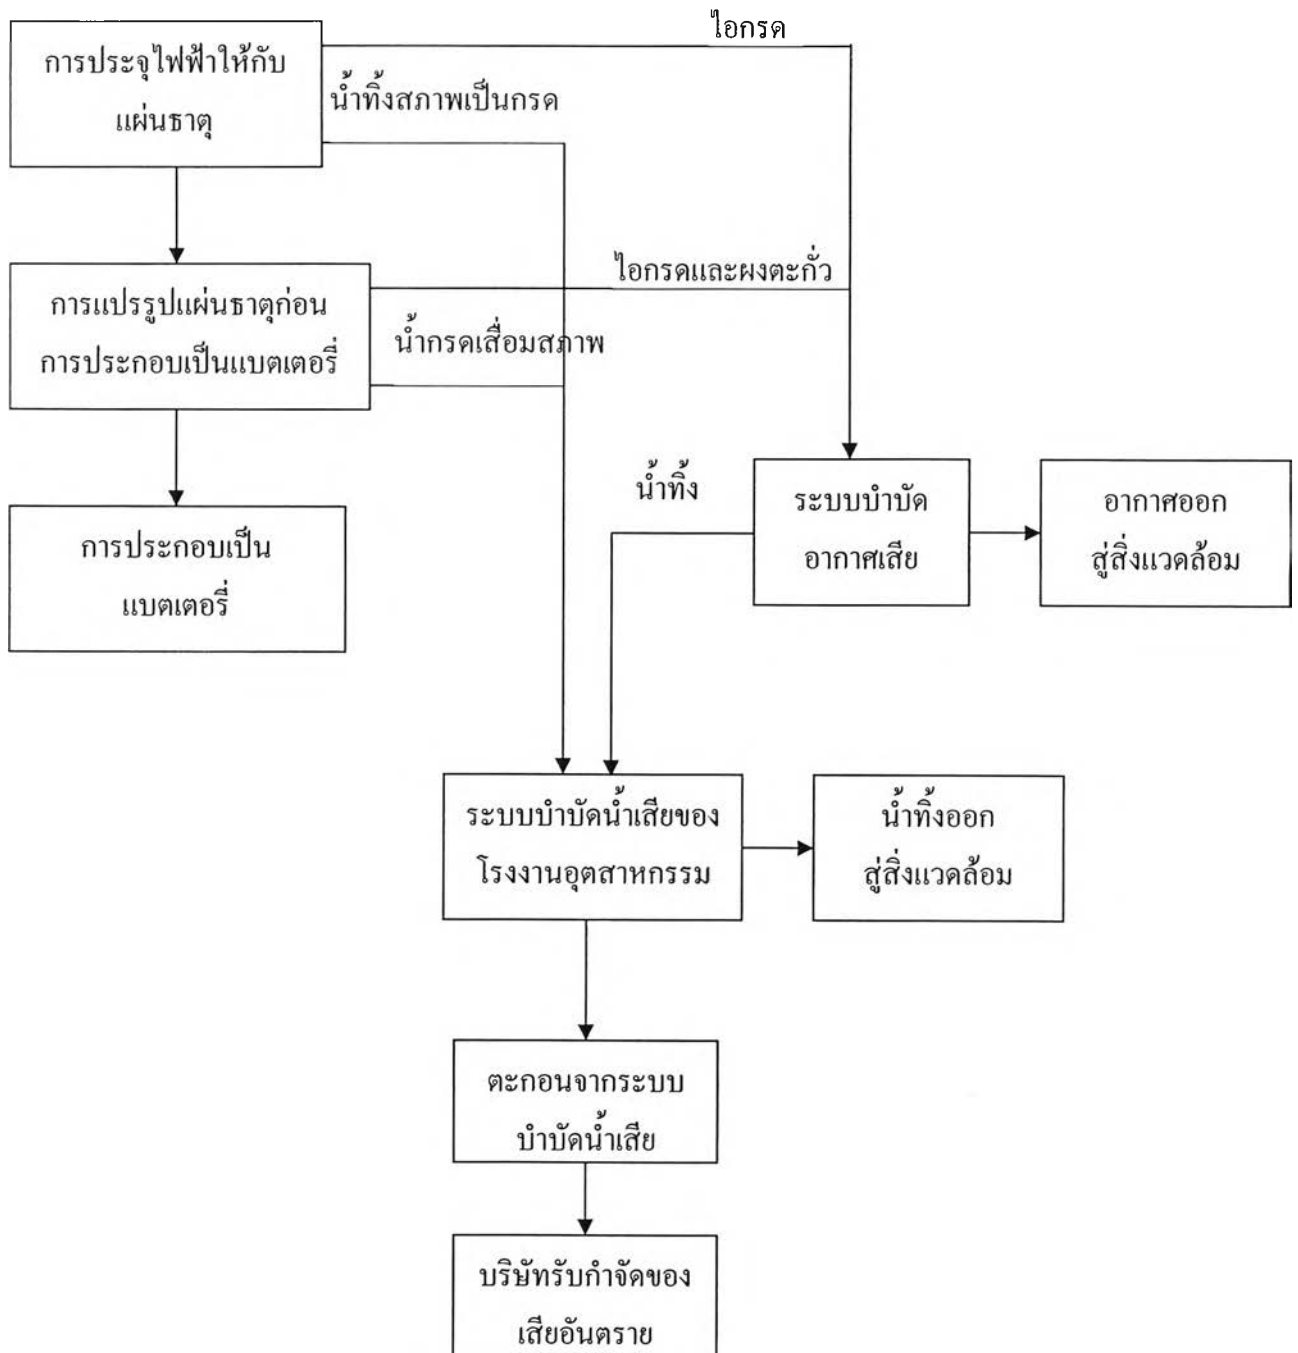 ไอกรด
การประจุไฟฟ้าให้กับ
แผ่นธาตุ
น้ำทิ้งสภาพเป็นกรด
ไอกรดและผงตะกั่ว
การแปรรูปแผ่นธาตุก่อน
การประกอบเป็นแบตเตอรี่
น้ำกรดเสื่อมสภาพ
น้ำทิ้ง
ระบบบำบัด
อากาศเสีย
อากาศออก
สู่สิ่งแวดล้อม
การประกอบเป็น
แบตเตอรี่
ระบบบำบัดน้ำเสียของ
โรงงานอุตสาหกรรม
น้ำทิ้งออก
สู่สิ่งแวดล้อม
ตะกอนจากระบบ
บำบัดน้ำเสีย
บริษัทรับกำจัดของ
เสียอันตราย